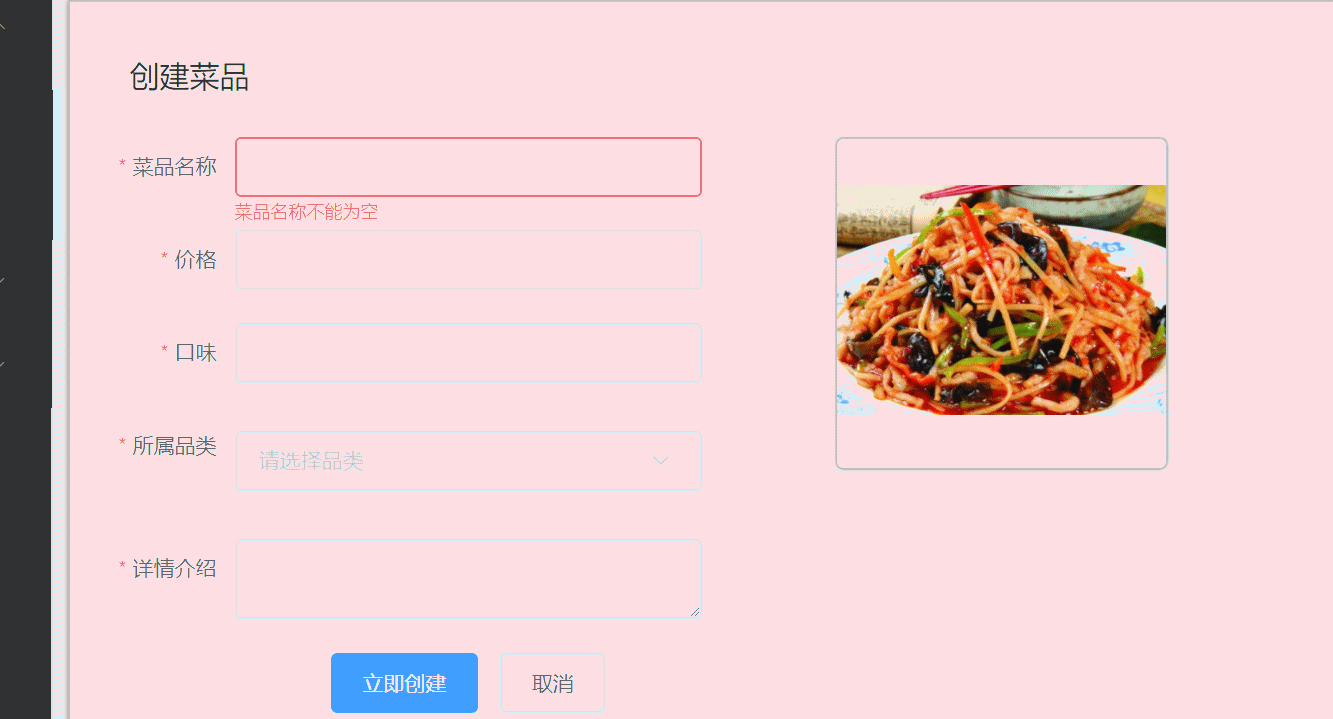 创建菜品
* 菜品名称
菜品名称不能为空
* 价格
* 口味
* 所属品类
请选择品类
* 详情介绍
立即创建
取消